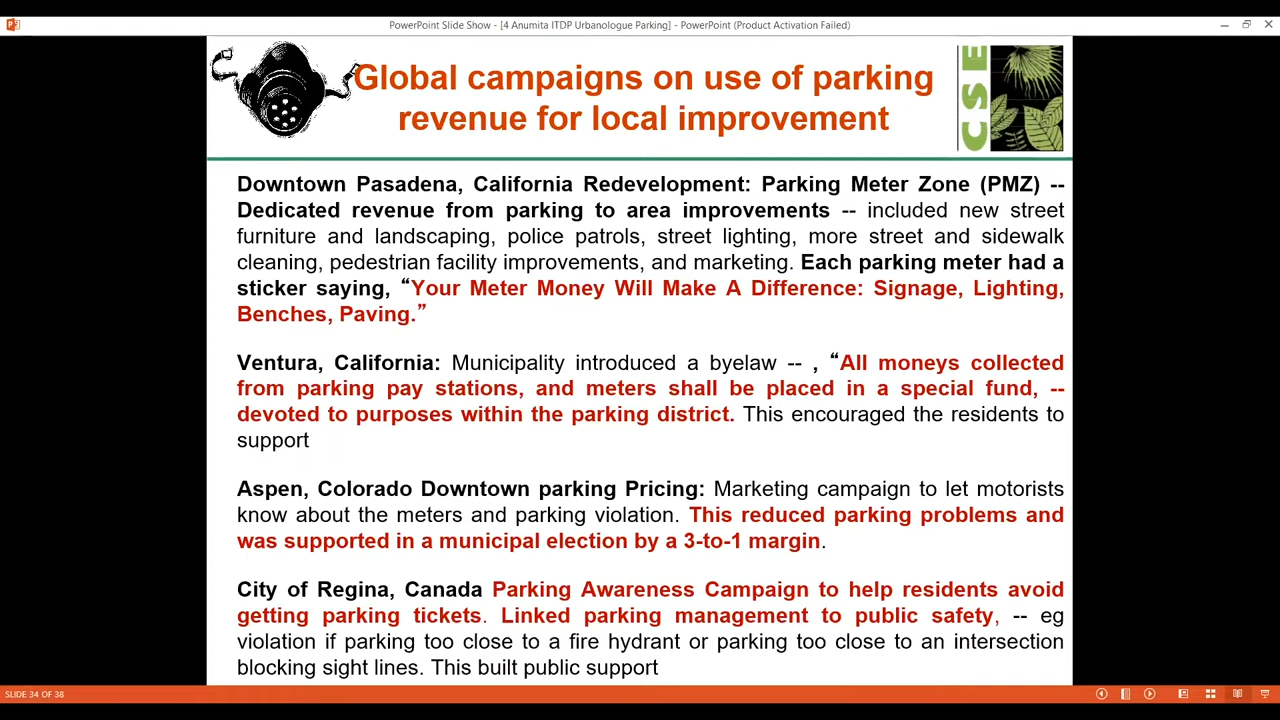 PowerPoint Slide Show - [4 Anumita ITDP Urbanologue Parking] - PowerPoint (Product Activation Failed)
Global campaigns on use of parking
revenue for local improvement
CSE
Downtown Pasadena, California Redevelopment: Parking Meter Zone (PMZ) --
Dedicated revenue from parking to area improvements -- included new street
furniture and landscaping, police patrols, street lighting, more street and sidewalk
cleaning, pedestrian facility improvements, and marketing. Each parking meter had a
sticker saying, “Your Meter Money Will Make A Difference: Signage, Lighting,
Benches, Paving.”
Ventura, California: Municipality introduced a byelaw -- , “All moneys collected
from parking pay stations, and meters shall be placed in a special fund, --
devoted to purposes within the parking district. This encouraged the residents to
support
Aspen, Colorado Downtown parking Pricing: Marketing campaign to let motorists
know about the meters and parking violation. This reduced parking problems and
was supported in a municipal election by a 3-to-1 margin.
City of Regina, Canada Parking Awareness Campaign to help residents avoid
getting parking tickets. Linked parking management to public safety, -- eg
violation if parking too close to a fire hydrant or parking too close to an intersection
blocking sight lines. This built public support
SLIDE 34 OF 38